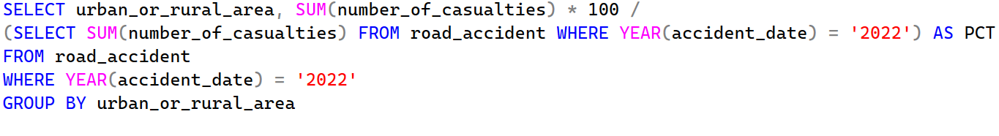 SELECT urban_or_rural_area, SUM(number_of_casualties) * 100 /
(SELECT SUM(number_of_casualties) FROM road_accident WHERE YEAR(accident_date) = '2022') AS PCT
FROM road_accident
WHERE YEAR(accident_date) = '2022'
GROUP BY urban_or_rural_area